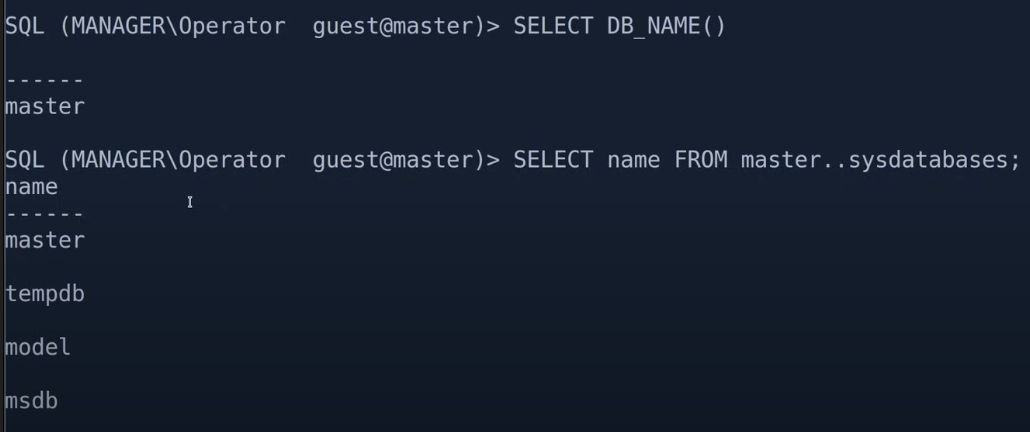 SQL (MANAGER\Operator  guest@master)> SELECT DB_NAME()
------
master
SQL (MANAGER\Operator  guest@master)> SELECT name FROM master..sysdatabases;
name
------
master
tempdb
model
msdb